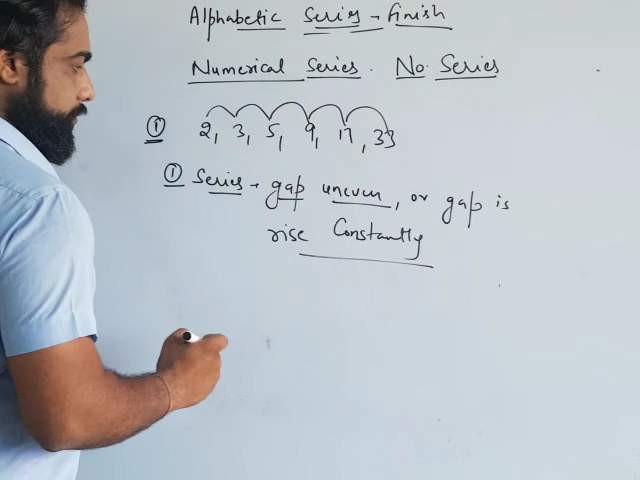 Alphabetic Series - Finish
Numerical Series. No. Series
① 2, 3, 5, 9, 17, 33
① Series - gap uneven, or gap is
rise Constantly